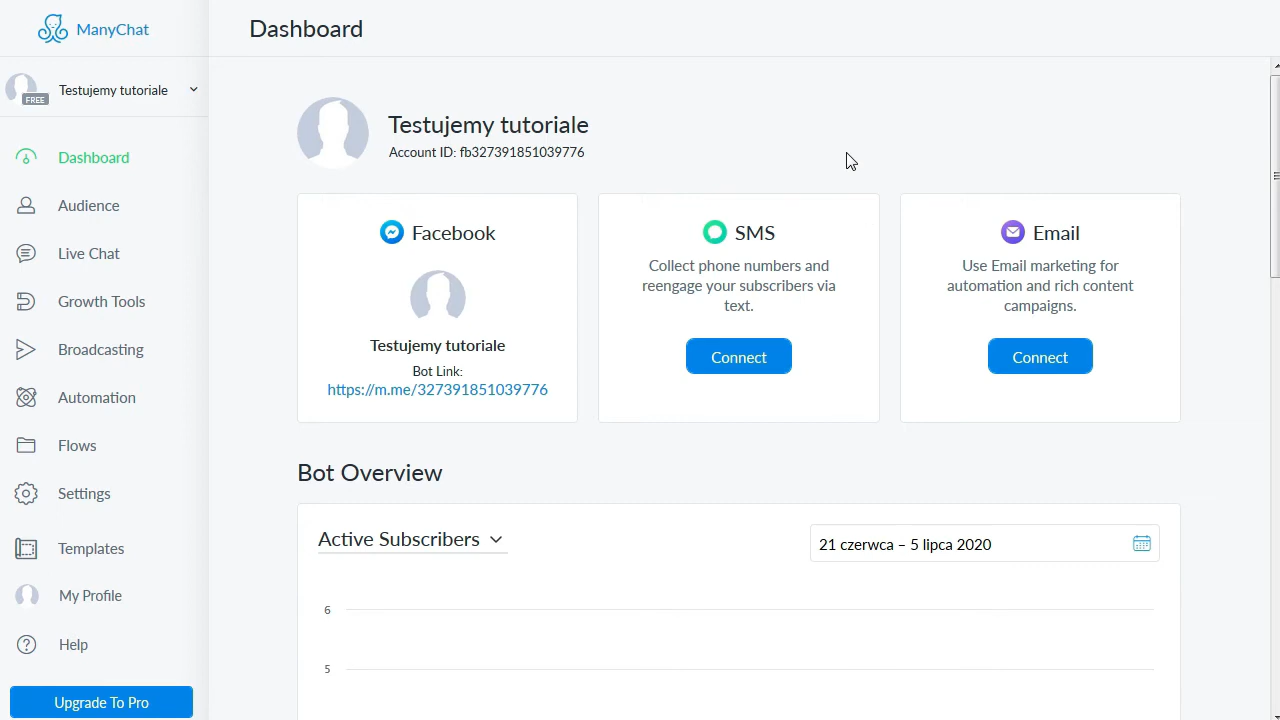 ManyChat
Dashboard
FREE
Testujemy tutoriale
Dashboard
Audience
Live Chat
Growth Tools
Broadcasting
Automation
Flows
Settings
Templates
My Profile
Help
Upgrade To Pro
Testujemy tutoriale
Account ID: fb327391851039776
Facebook
Testujemy tutoriale
Bot Link:
https://m.me/327391851039776
SMS
Collect phone numbers and
reengage your subscribers via
text.
Connect
Email
Use Email marketing for
automation and rich content
campaigns.
Connect
Bot Overview
Active Subscribers
21 czerwca – 5 lipca 2020
6
5